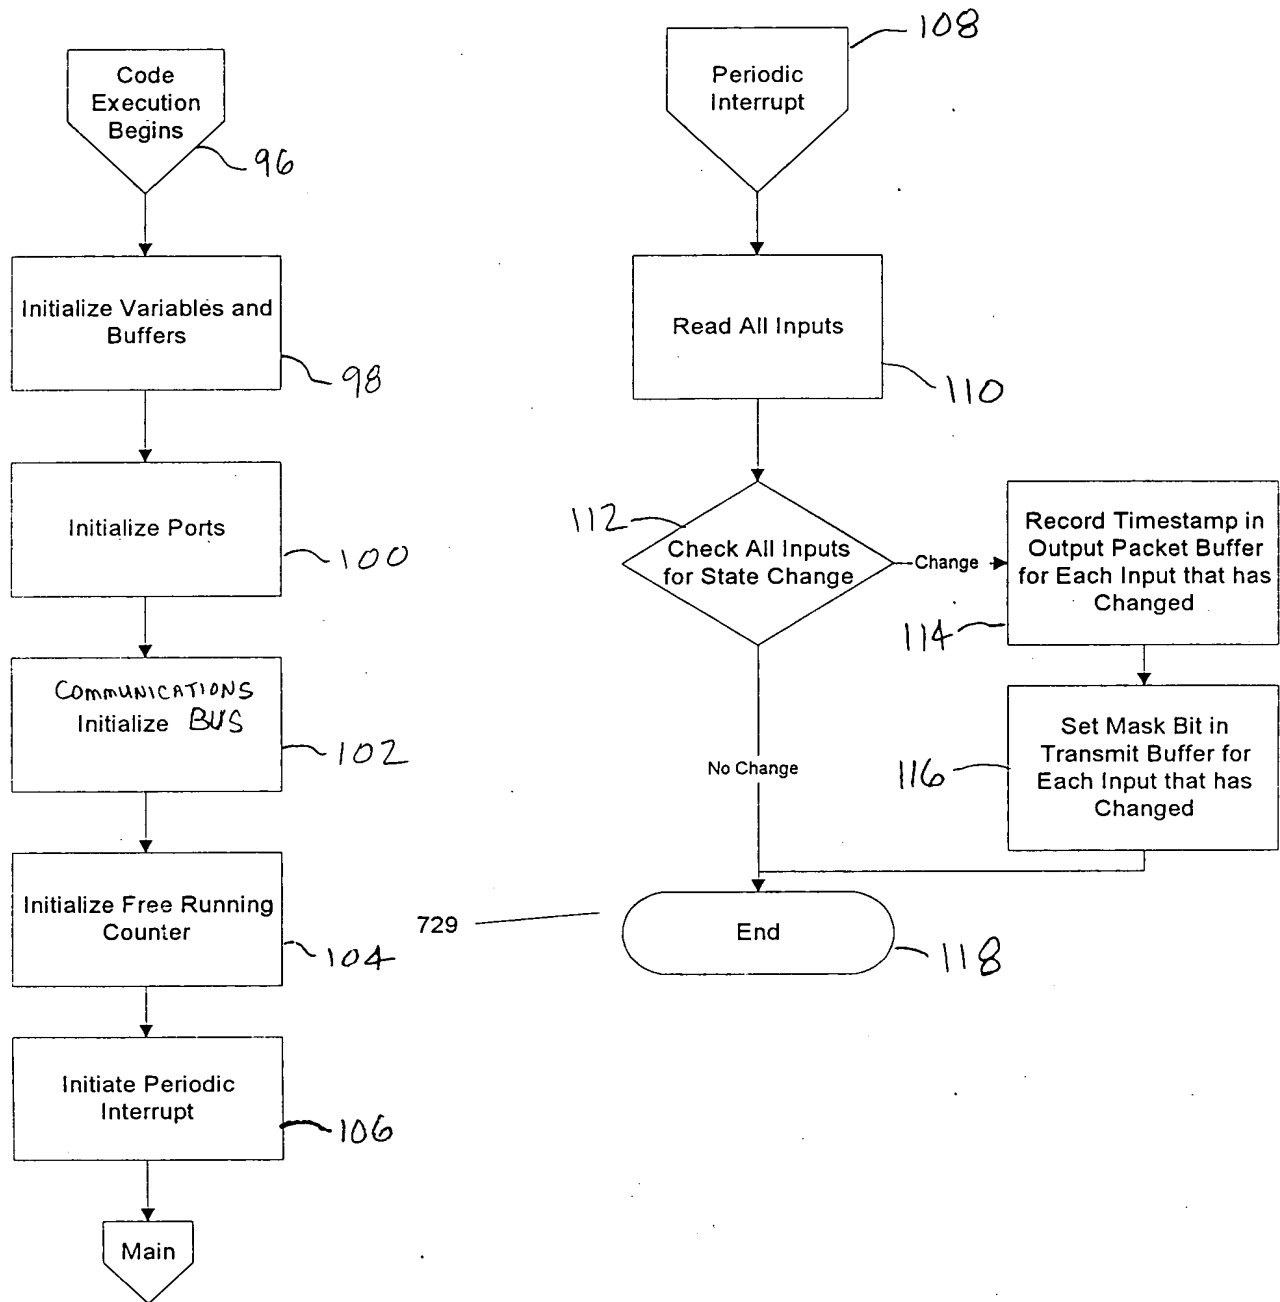 Code
Execution
Begins
96
Initialize Variables and
Buffers
98
Initialize Ports
100
COMMUNICATIONS
Initialize BUS
102
Initialize Free Running
Counter
104
Initiate Periodic
Interrupt
106
Main
108
Periodic
Interrupt
Read All Inputs
110
112
Check All Inputs
for State Change
Change
Record Timestamp in
Output Packet Buffer
for Each Input that has
Changed
114
Set Mask Bit in
Transmit Buffer for
Each Input that has
Changed
116
No Change
729
End
118